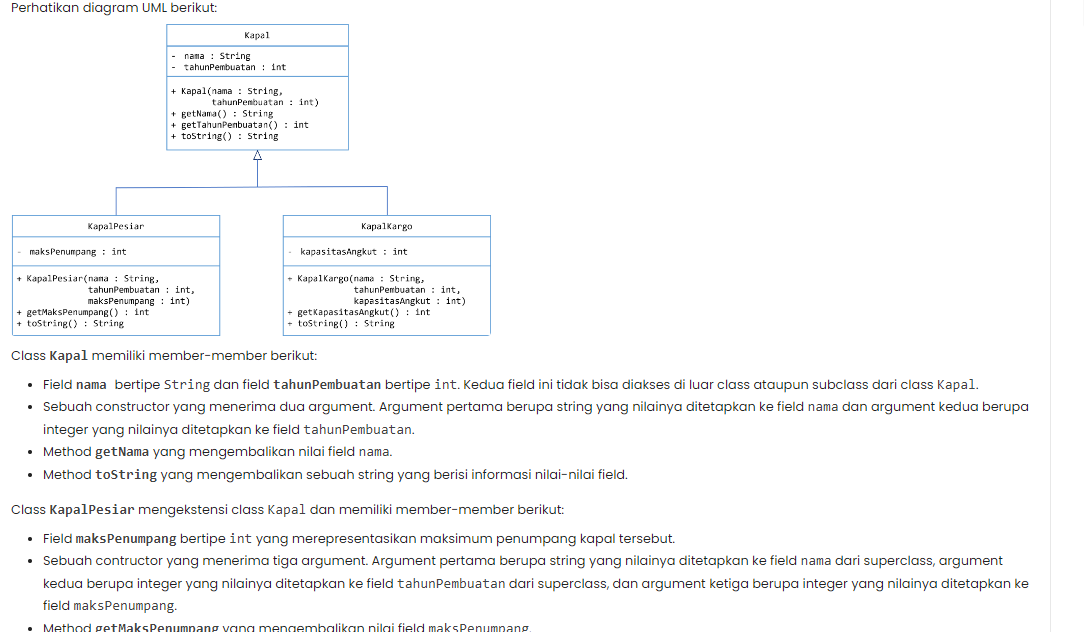 Perhatikan diagram UML berikut:
Kapal
- nama : String
- tahunPembuatan : int
+ Kapal(nama : String,
tahunPembuatan : int)
+ getNama() : String
+ getTahunPembuatan() : int
+ toString() : String
KapalPesiar
- maksPenumpang : int
+ KapalPesiar(nama : String,
tahunPembuatan : int,
maksPenumpang : int)
+ getMaksPenumpang() : int
+ toString() : String
KapalKargo
- kapasitasAngkut : int
+ KapalKargo(nama : String,
tahunPembuatan : int,
kapasitasAngkut : int)
+ getKapasitasAngkut() : int
+ toString() : String
Class Kapal memiliki member-member berikut:
• Field nama bertipe String dan field tahunPembuatan bertipe int. Kedua field ini tidak bisa diakses di luar class ataupun subclass dari class Kapal.
• Sebuah constructor yang menerima dua argument. Argument pertama berupa string yang nilainya ditetapkan ke field nama dan argument kedua berupa
integer yang nilainya ditetapkan ke field tahunPembuatan.
• Method getNama yang mengembalikan nilai field nama.
• Method toString yang mengembalikan sebuah string yang berisi informasi nilai-nilai field.
Class KapalPesiar mengekstensi class Kapal dan memiliki member-member berikut:
• Field maksPenumpang bertipe int yang merepresentasikan maksimum penumpang kapal tersebut.
• Sebuah contructor yang menerima tiga argument. Argument pertama berupa string yang nilainya ditetapkan ke field nama dari superclass, argument
kedua berupa integer yang nilainya ditetapkan ke field tahunPembuatan dari superclass, dan argument ketiga berupa integer yang nilainya ditetapkan ke
field maksPenumpang.
• Method getMaksPenumpang yang mengembalikan nilai field maksPenumpang.